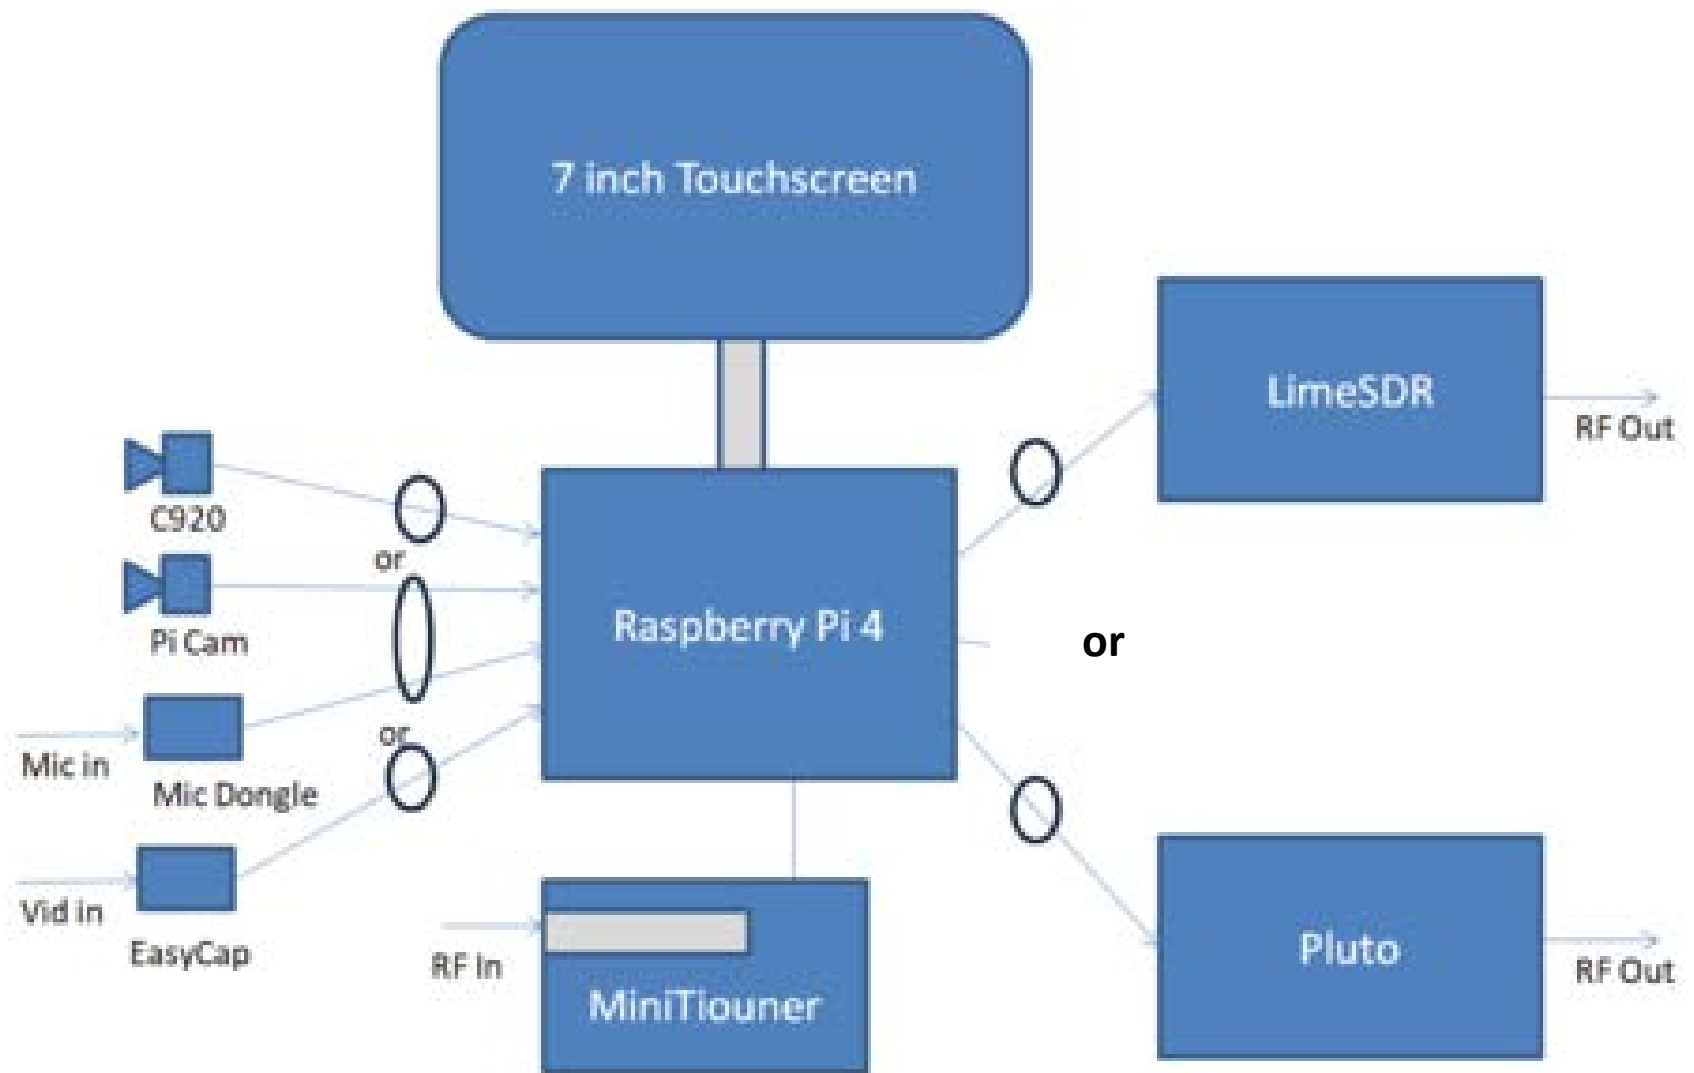 7 inch Touchscreen
LimeSDR
RF Out
C920
or
Pi Cam
Raspberry Pi 4
or
Mic in
Mic Dongle
or
Vid in
EasyCap
RF In
MiniTiouner
Pluto
RF Out